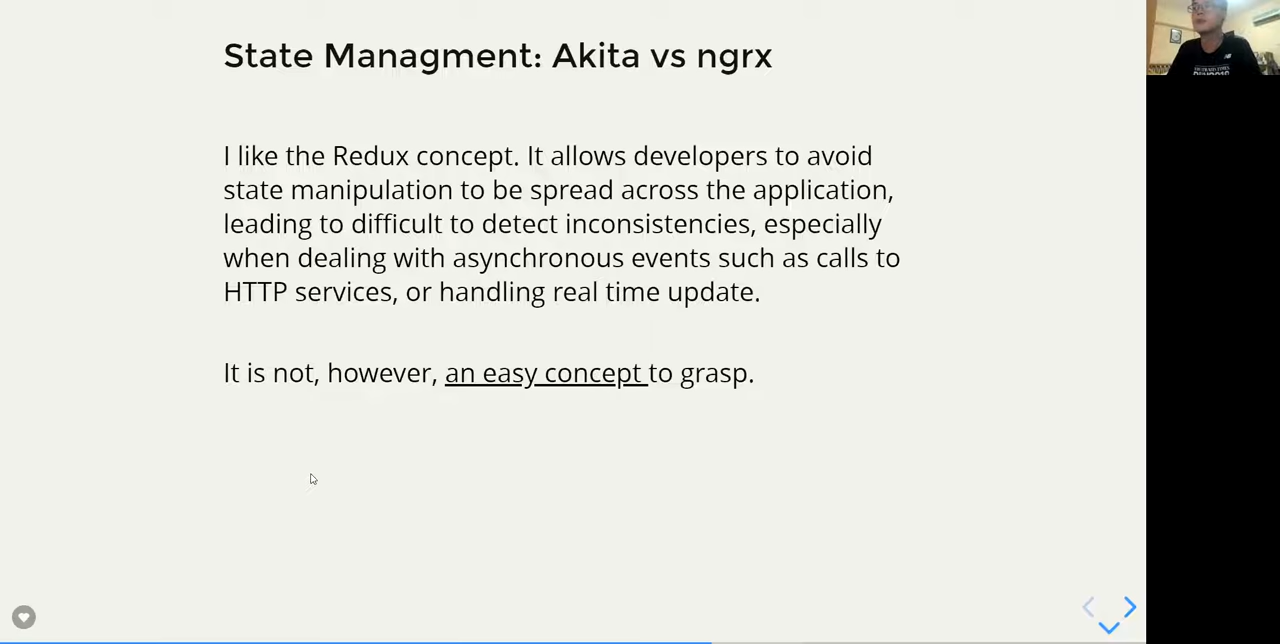 State Managment: Akita vs ngrx
I like the Redux concept. It allows developers to avoid
state manipulation to be spread across the application,
leading to difficult to detect inconsistencies, especially
when dealing with asynchronous events such as calls to
HTTP services, or handling real time update.
It is not, however, an easy concept to grasp.